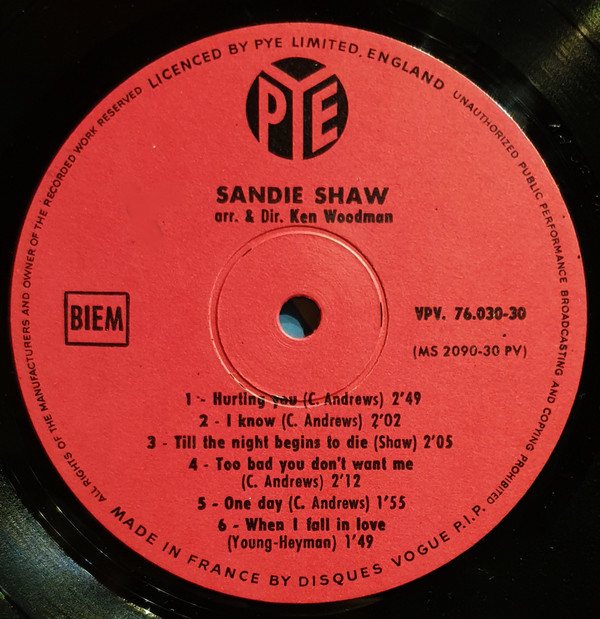 LICENCED BY PYE LIMITED, ENGLAND
UNAUTHORIZED PUBLIC PERFORMANCE BROADCASTING AND COPYING PROHIBITED
PYE
SANDIE SHAW
arr. & Dir. Ken Woodman
BIEM
VPV. 76.030-30
(MS 2090-30 PV)
1 - Hurting you (C. Andrews) 2'49
2 - I know (C. Andrews) 2'02
3 - Till the night begins to die (Shaw) 2'05
4 - Too bad you don't want me
(C. Andrews) 2'12
5 - One day (C. Andrews) 1'55
6 - When I fall in love
(Young-Heyman) 1'49
MADE IN FRANCE BY DISQUES VOGUE P.I.P.
ALL RIGHTS OF THE MANUFACTURERS AND OWNER OF THE RECORDED WORK RESERVED